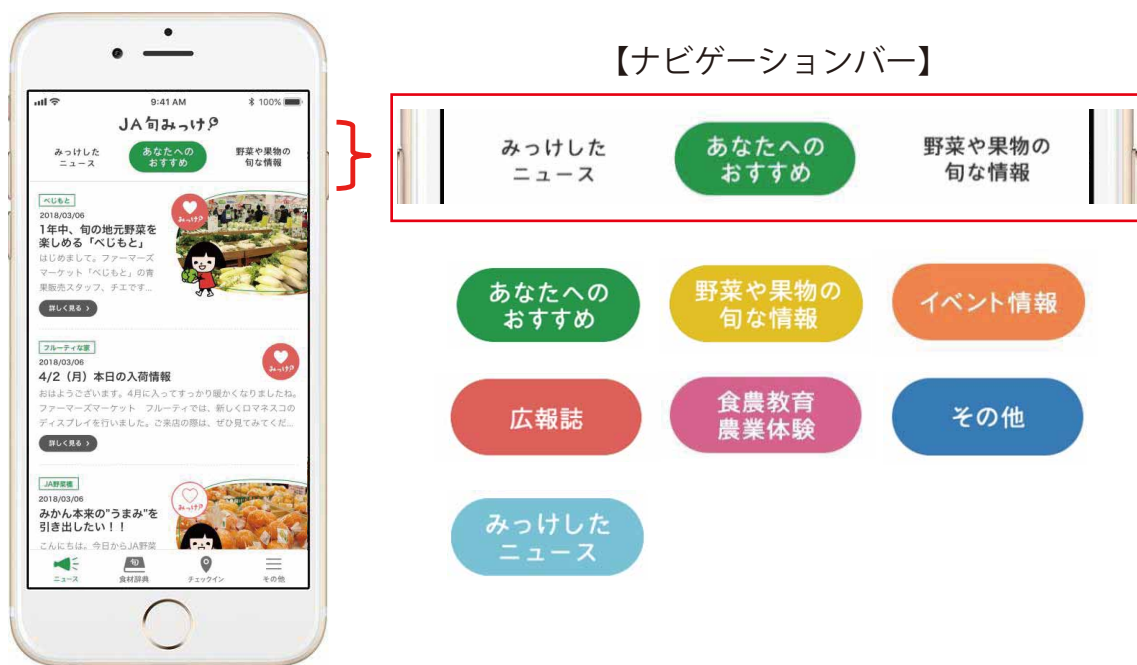 9:41 AM
100%
JA旬みっけ
みっけした
ニュース
あなたへの
おすすめ
野菜や果物の
旬な情報
べじもと
2018/03/06
1年中、旬の地元野菜を
楽しめる「べじもと」
はじめまして。ファーマーズ
マーケット「べじもと」の青
果販売スタッフ、チエです...
詳しく見る >
みっけ
フルーティな家
2018/03/06
4/2（月）本日の入荷情報
おはようございます。4月に入ってすっかり暖かくなりましたね。
ファーマーズマーケット　フルーティでは、新しくロマネスコの
ディスプレイを行いました。ご来店の際は、ぜひ見てみてくだ...
詳しく見る >
みっけ
2018/03/06
みかん本来の"うまみ"を
引き出したい！！
こんにちは。今日からJA野菜
みっけ
ニュース
旬
食材辞典
チェックイン
その他
【ナビゲーションバー】
みっけした
ニュース
あなたへの
おすすめ
野菜や果物の
旬な情報
あなたへの
おすすめ
野菜や果物の
旬な情報
イベント情報
広報誌
食農教育
農業体験
その他
みっけした
ニュース